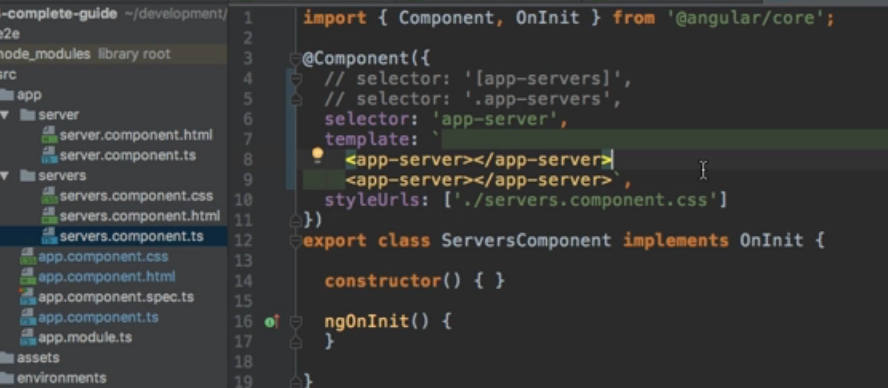 -complete-guide ~/development/
e2e
node_modules library root
src
app
server
server.component.html
server.component.ts
servers
servers.component.css
servers.component.html
servers.component.ts
app.component.css
app.component.html
app.component.spec.ts
app.component.ts
app.module.ts
assets
environments
1 import { Component, OnInit } from '@angular/core';
2
3 @Component({
4 // selector: '[app-servers]',
5 // selector: '.app-servers',
6 selector: 'app-server',
7 template: `
8 <app-server></app-server>
9 <app-server></app-server>`,
10 styleUrls: ['./servers.component.css']
11 })
12 export class ServersComponent implements OnInit {
13
14 constructor() { }
15
16 ngOnInit() {
17 }
18
19 }